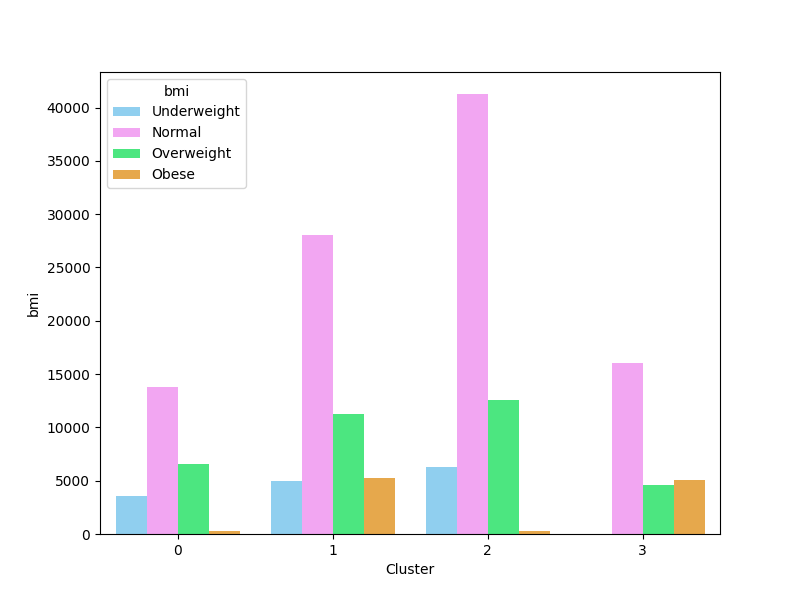 bmi
Underweight
Normal
Overweight
Obese
40000
35000
30000
25000
20000
15000
10000
5000
0
bmi
0 1 2 3
Cluster